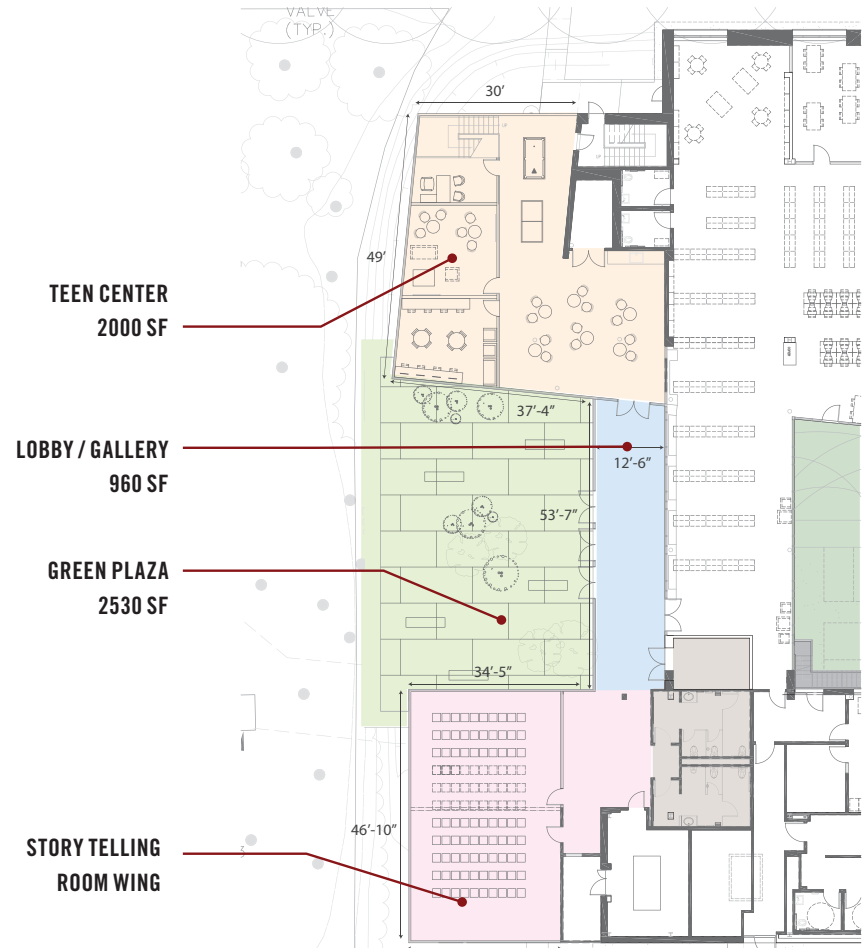 VALVE
(TYP.)
30’
49’
TEEN CENTER
2000 SF
37’-4”
LOBBY / GALLERY
960 SF
12’-6”
53’-7”
GREEN PLAZA
2530 SF
34’-5”
46’-10”
STORY TELLING
ROOM WING